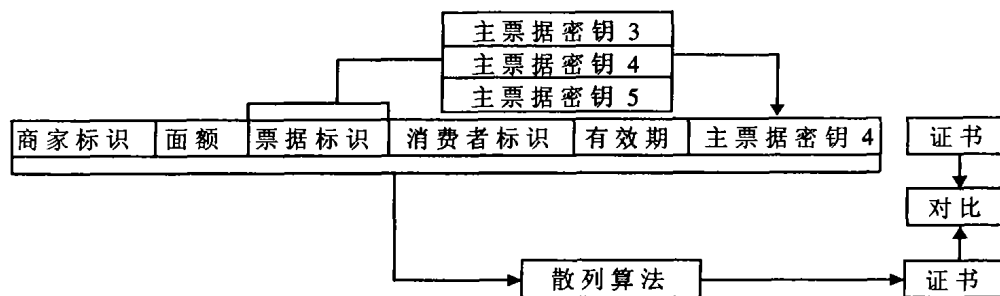 主票据密钥 3
主票据密钥 4
主票据密钥 5
商家标识 面额 票据标识 消费者标识 有效期 主票据密钥 4 证书
对比
散列算法 证书